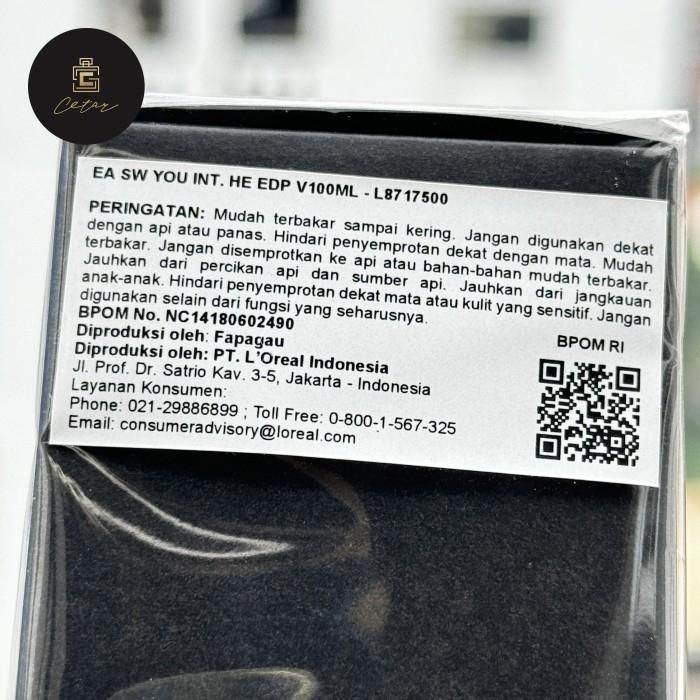 Cetar
EA SW YOU INT. HE EDP V100ML - L8717500
PERINGATAN: Mudah terbakar sampai kering. Jangan digunakan dekat
dengan api atau panas. Hindari penyemprotan dekat dengan mata. Mudah
terbakar. Jangan disemprotkan ke api atau bahan-bahan mudah terbakar.
Jauhkan dari percikan api dan sumber api. Jauhkan dari jangkauan
anak-anak. Hindari penyemprotan dekat mata atau kulit yang sensitif. Jangan
digunakan selain dari fungsi yang seharusnya.
BPOM No. NC14180602490
Diproduksi oleh: Fapagau
Diproduksi oleh: PT. L'Oreal Indonesia
Jl. Prof. Dr. Satrio Kav. 3-5, Jakarta - Indonesia
Layanan Konsumen:
Phone: 021-29886899 ; Toll Free: 0-800-1-567-325
Email: consumeradvisory@loreal.com
BPOM RI